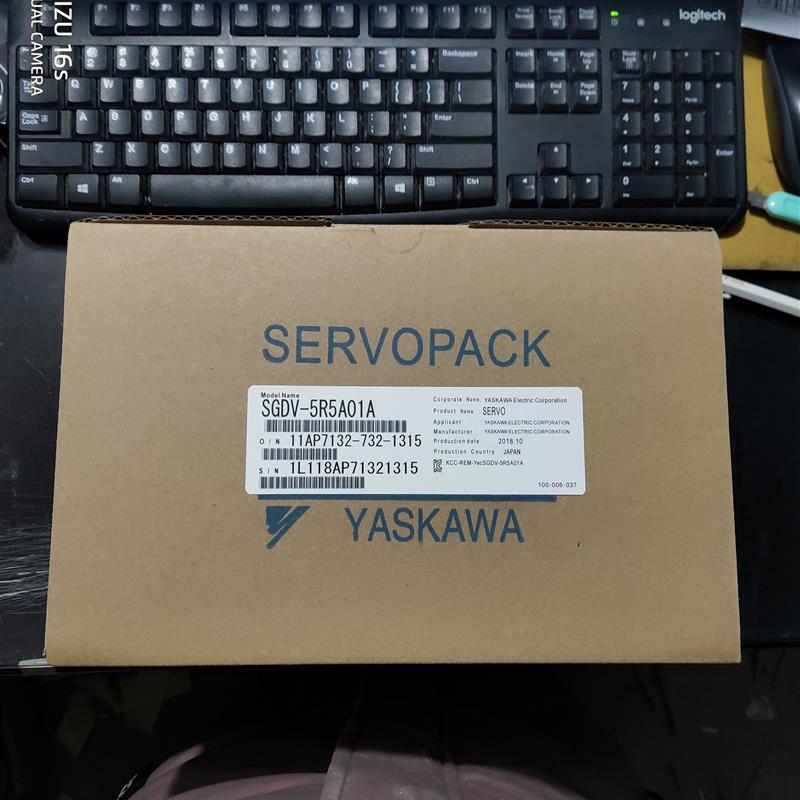 IZU 16s
UAL CAMERA
logitech
SERVOPACK
Model Name
SGDV-5R5A01A
O/N 11AP7132-732-1315
S/N 1L118AP71321315
Corporate Name YASKAWA Electric Corporation
Product Name SERVO
Applicant YASKAWA ELECTRIC CORPORATION
Manufacturer YASKAWA ELECTRIC CORPORATION
Production date 2018.10
Production Country JAPAN
KCC-REM-YecSGDV-5R5A01A
100-006-037
YASKAWA